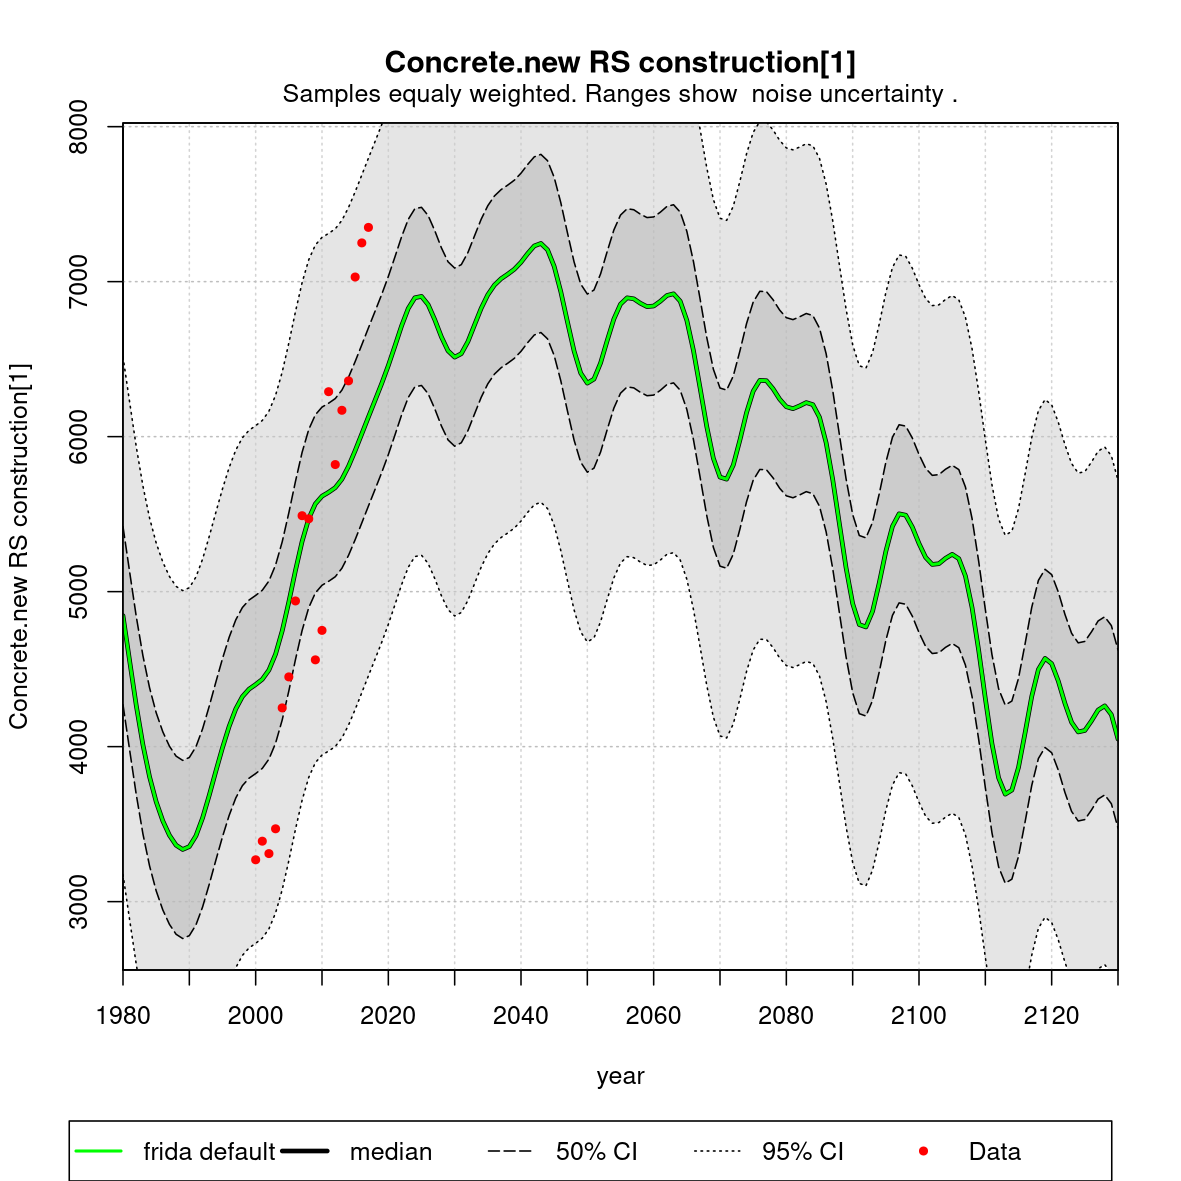 Concrete.new RS construction[1]
Samples equaly weighted. Ranges show  noise uncertainty .
Concrete.new RS construction[1]
8000
7000
6000
5000
4000
3000
1980 2000 2020 2040 2060 2080 2100 2120
year
frida default median 50% CI 95% CI Data